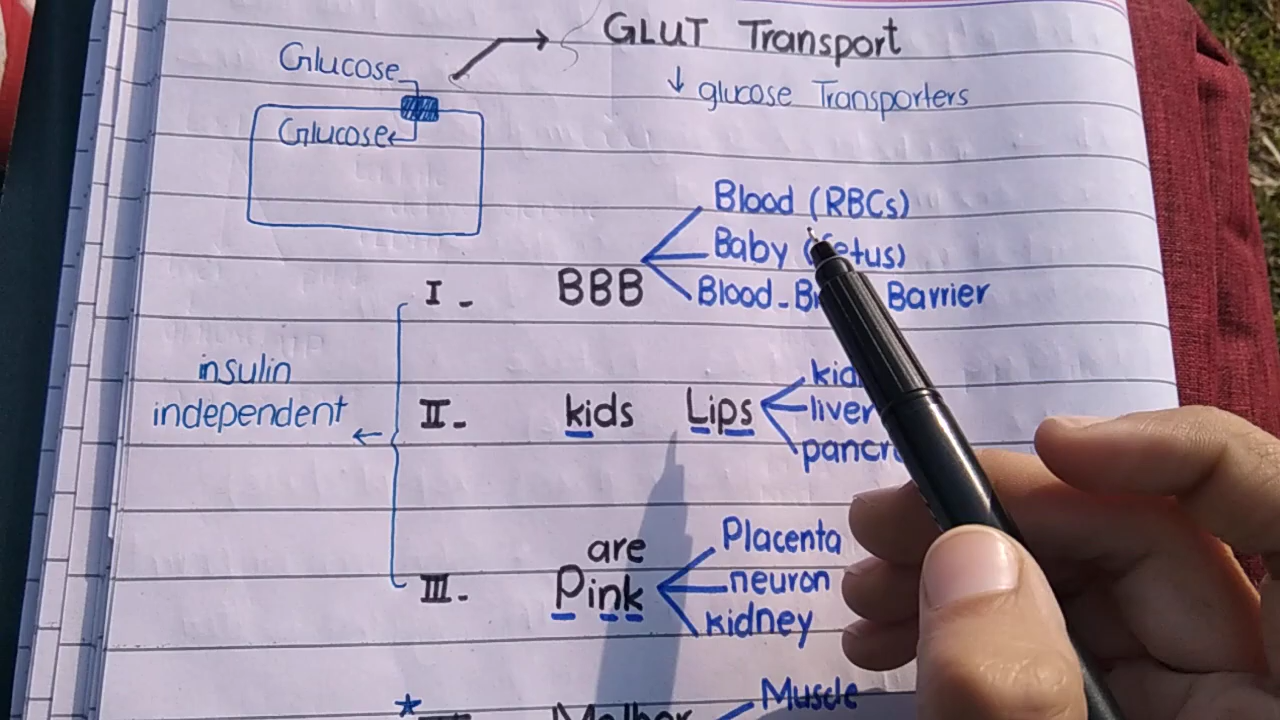 GLUT Transport
Glucose
↓ glucose Transporters
Glucose
Blood (RBCs)
Baby
I - BBB
Barrier
insulin
independent
II- kids Lips
liver
are
III- Pink
Placenta
neuron
kidney
Muscle